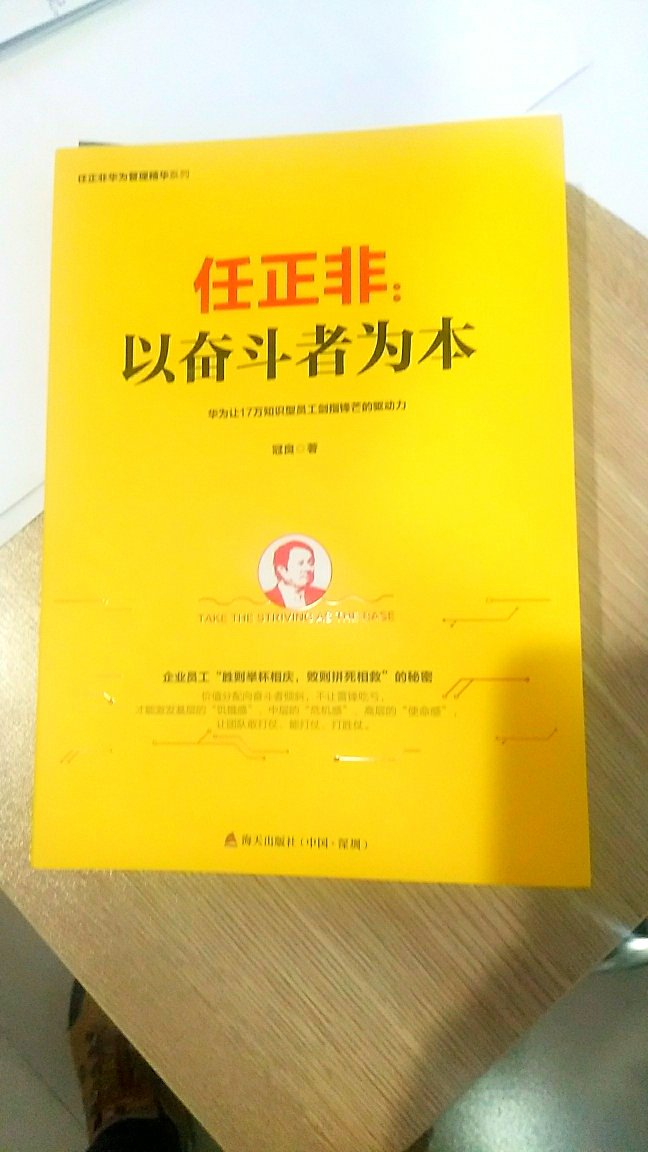 任正非华为管理精华系列
任正非：
以奋斗者为本
华为让17万知识型员工剑指锋芒的驱动力
冠良◎著
TAKE THE STRIVING AS THE BASE
企业员工“胜则举杯相庆，败则拼死相救”的秘密
价值分配向奋斗者倾斜，不让雷锋吃亏，
才能激发基层的“饥饿感”、中层的“危机感”、高层的“使命感”，
让团队敢打仗、能打仗、打胜仗。
海天出版社（中国·深圳）